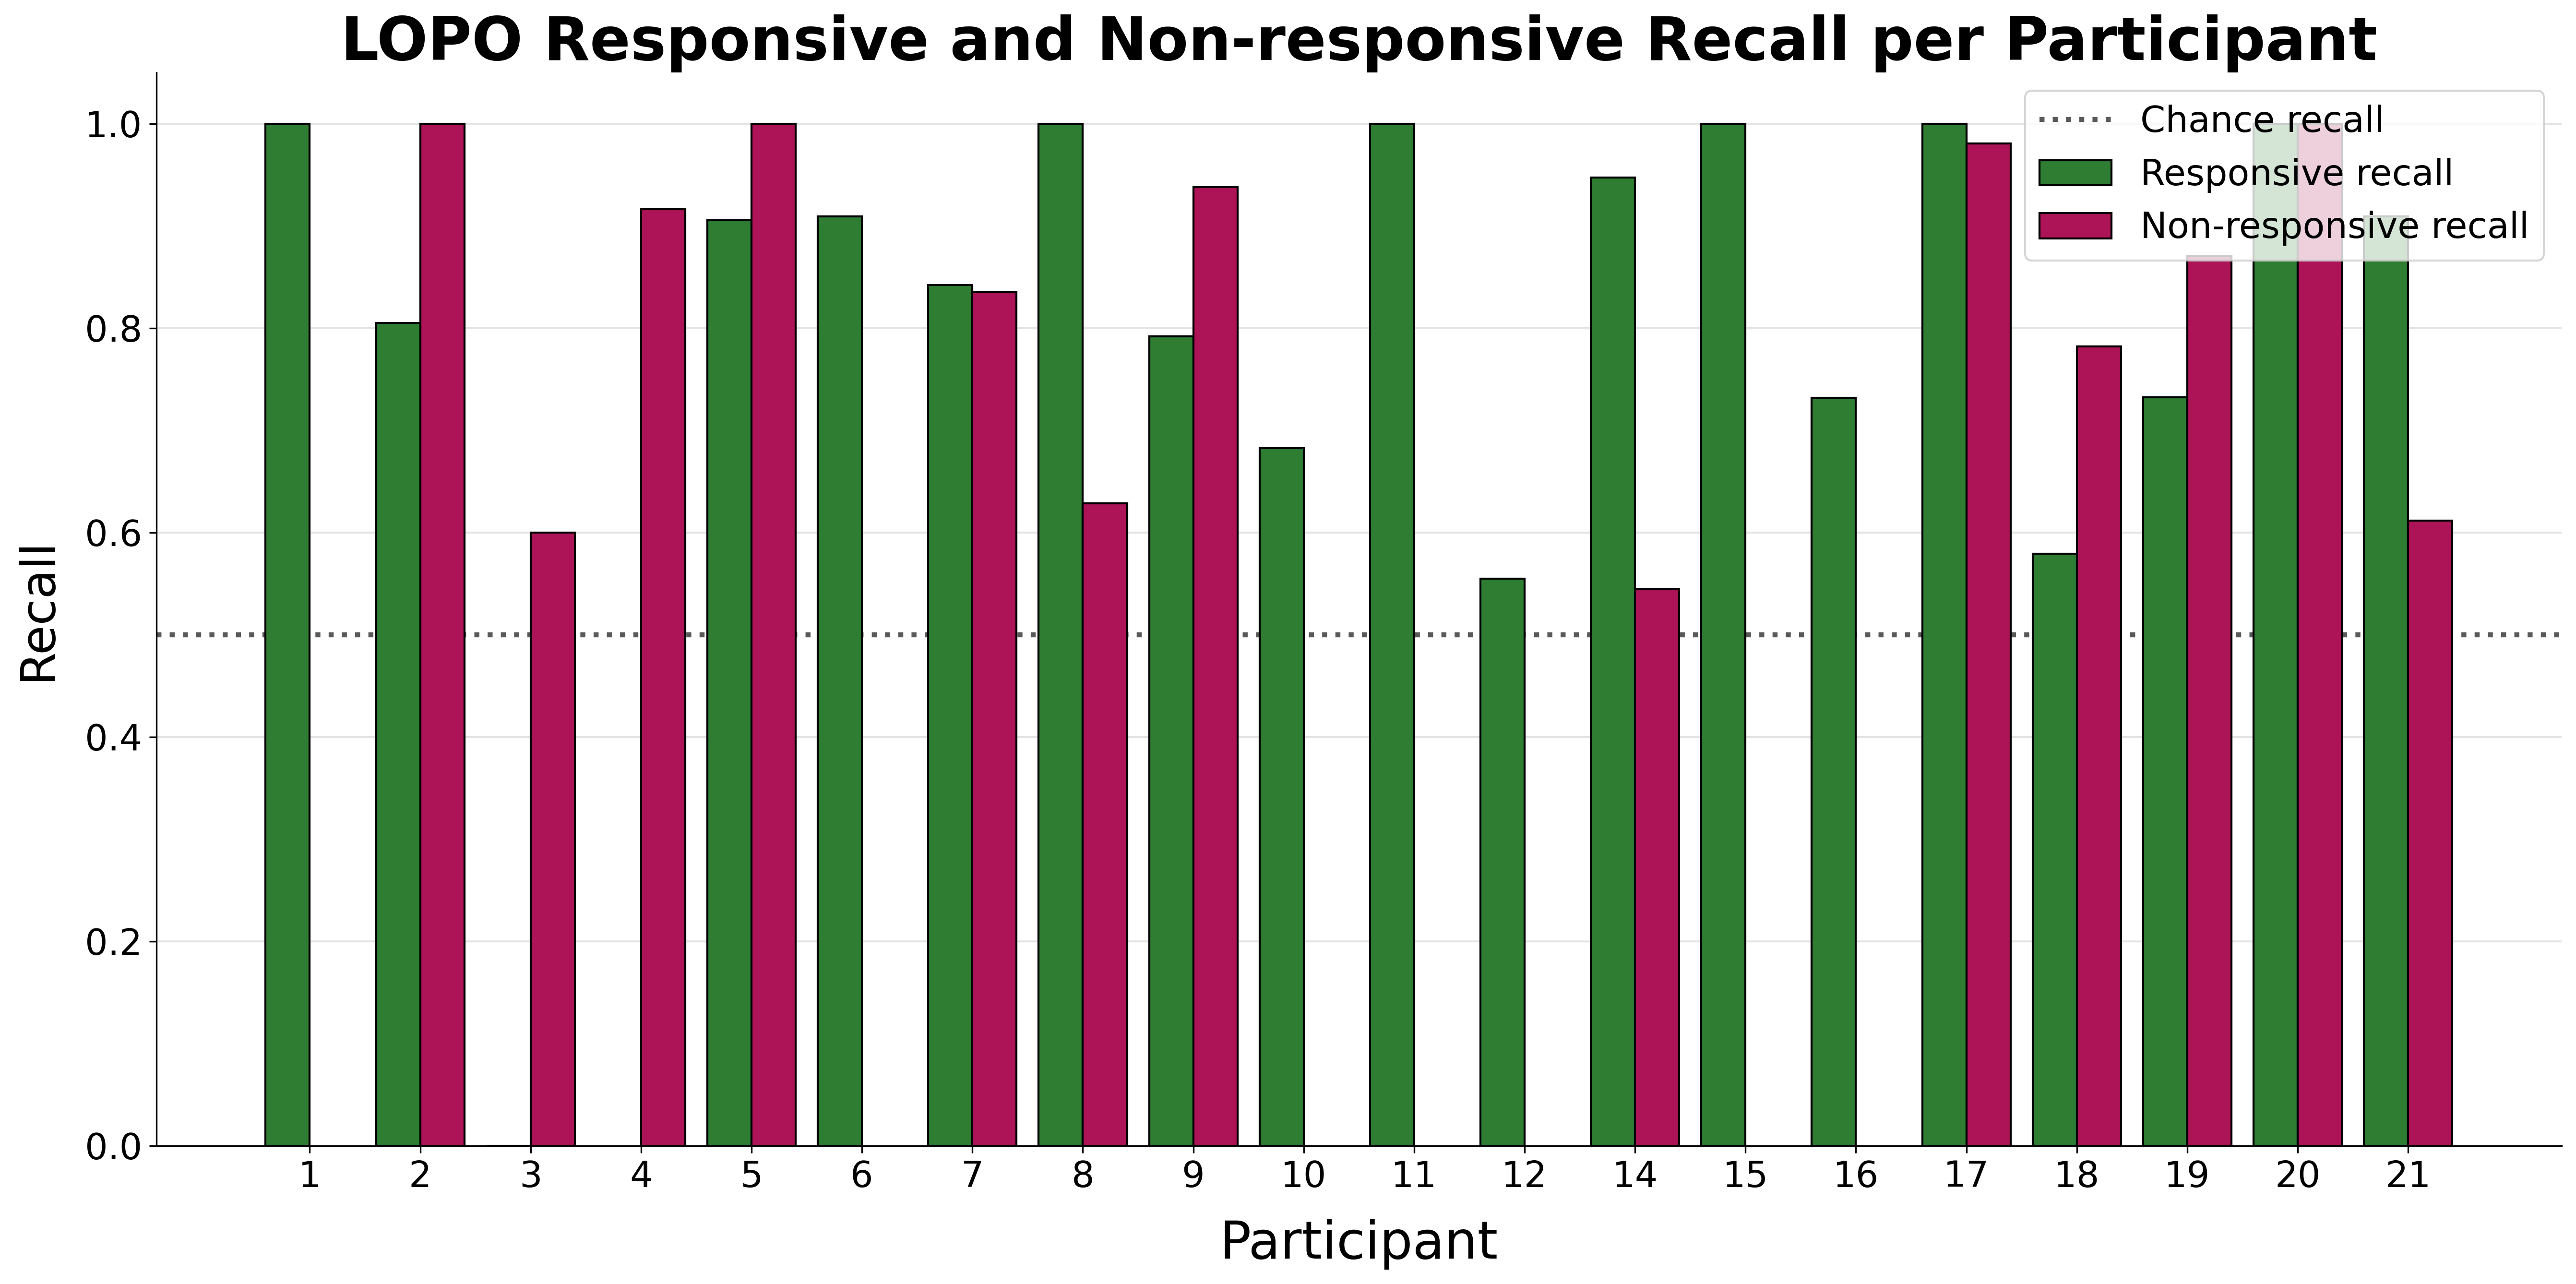 LOPO Responsive and Non-responsive Recall per Participant
Chance recall
Responsive recall
Non-responsive recall
1.0
0.8
0.6
0.4
0.2
0.0
Recall
1 2 3 4 5 6 7 8 9 10 11 12 14 15 16 17 18 19 20 21
Participant